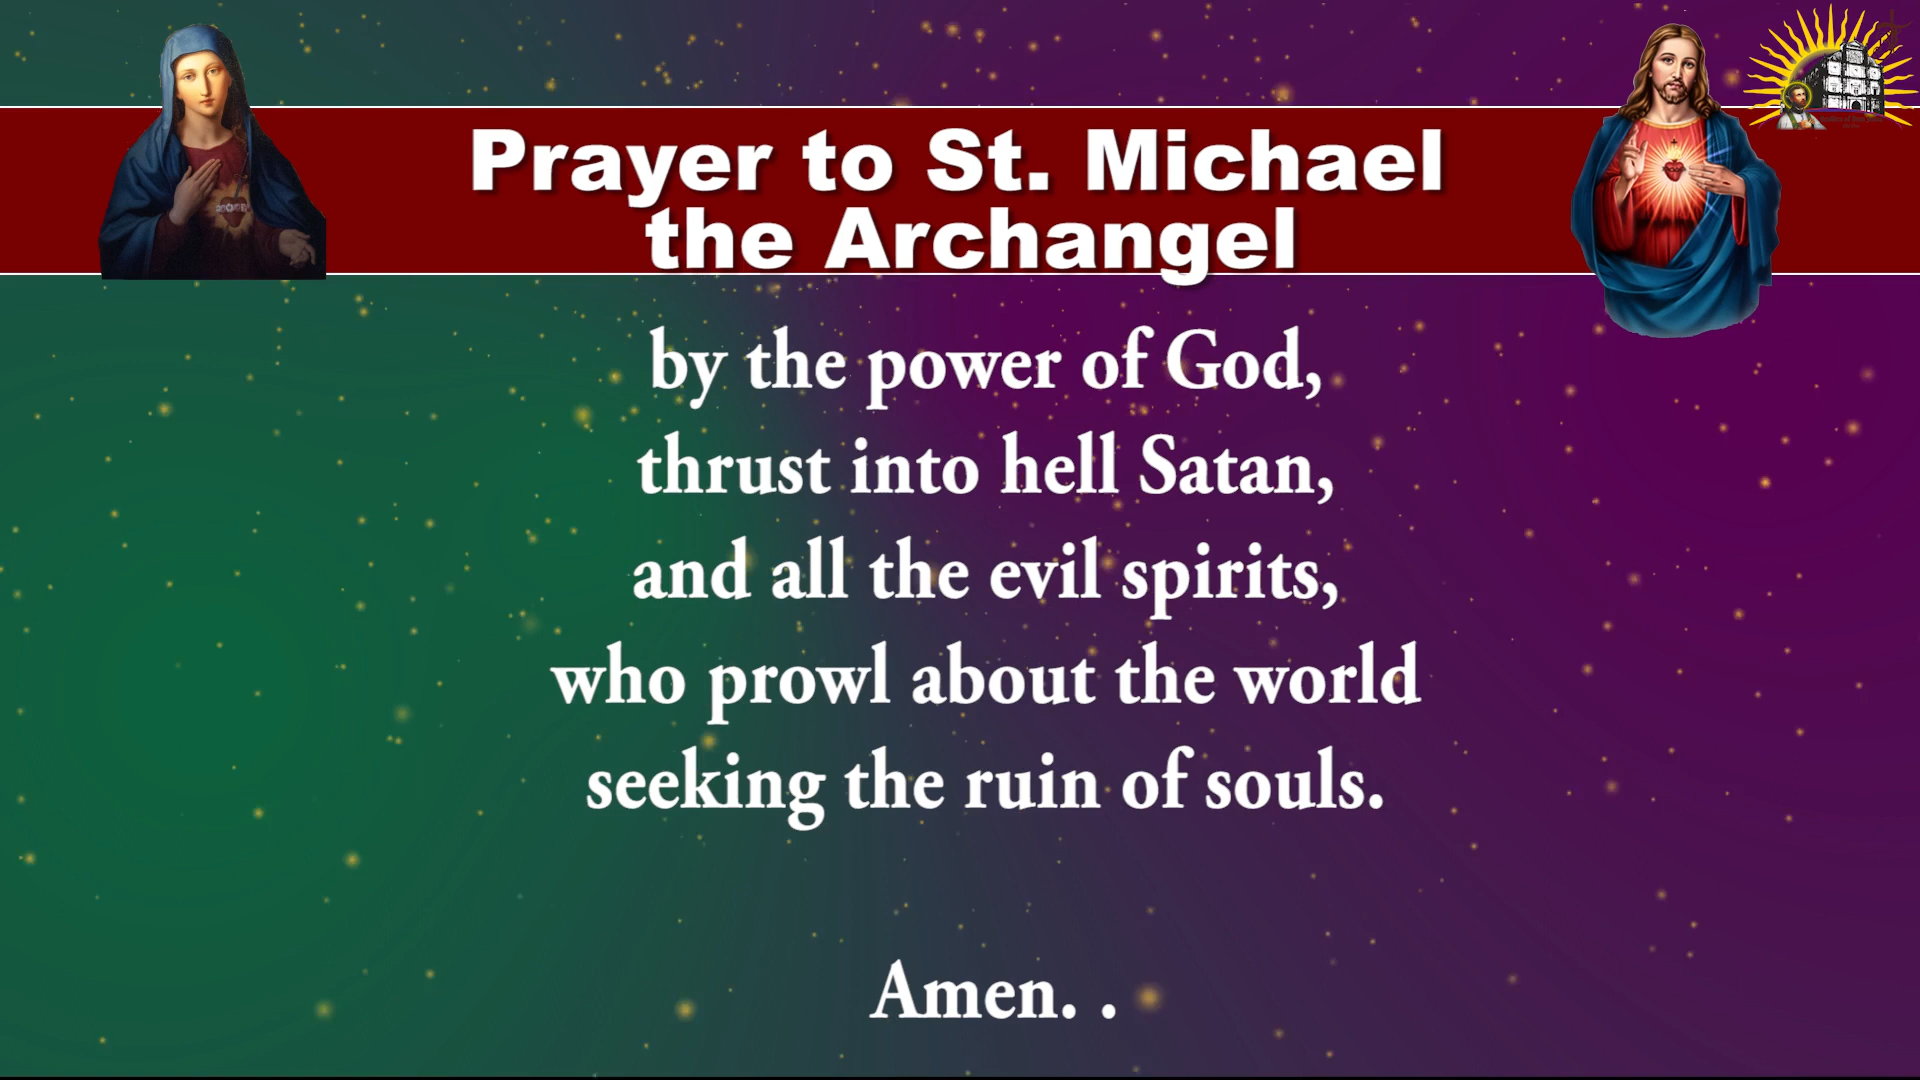 Prayer to St. Michael
the Archangel
by the power of God,
thrust into hell Satan,
and all the evil spirits,
who prowl about the world
seeking the ruin of souls.
Amen. .